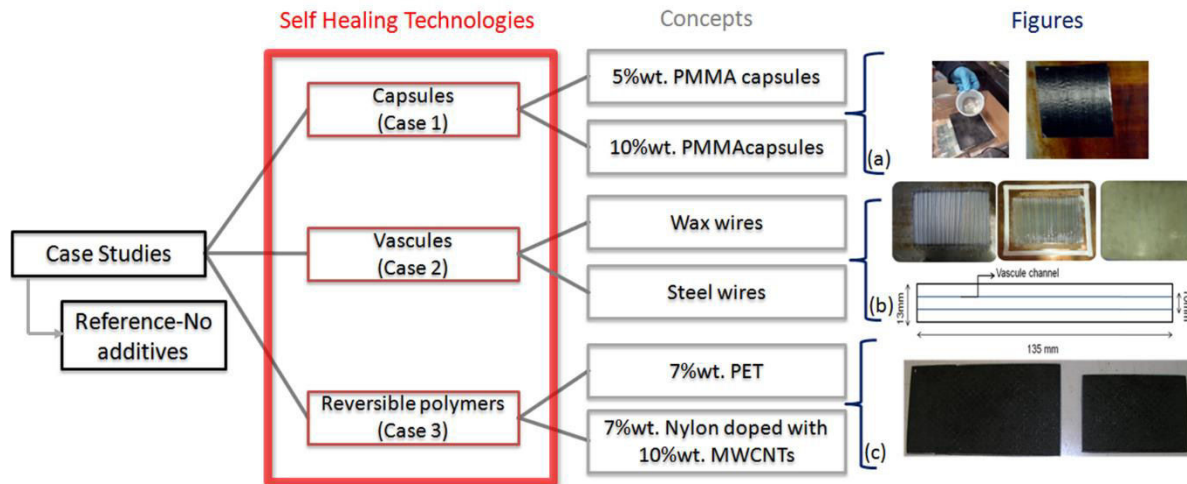 Self Healing Technologies
Concepts
Figures
Capsules
(Case 1)
5%wt. PMMA capsules
10%wt. PMMAcapsules
(a)
Case Studies
Reference-No
additives
Vascules
(Case 2)
Wax wires
Steel wires
(b)
Vascule channel
13mm
135 mm
Reversible polymers
(Case 3)
7%wt. PET
7%wt. Nylon doped with
10%wt. MWCNTs
(c)